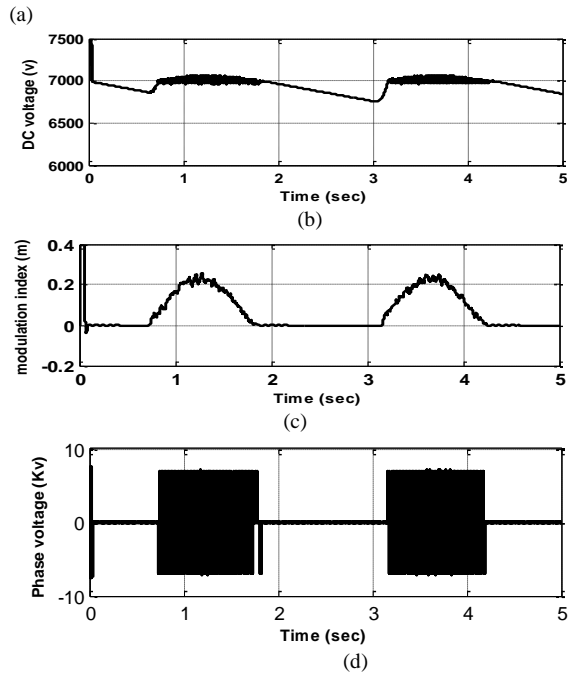 (a)
7500
7000
6500
6000
DC voltage (v)
0 1 2 3 4 5
Time (sec)
(b)
0.4
0.2
0
-0.2
modulation index (m)
0 1 2 3 4 5
Time (sec)
(c)
10
0
-10
Phase voltage (Kv)
0 1 2 3 4 5
Time (sec)
(d)